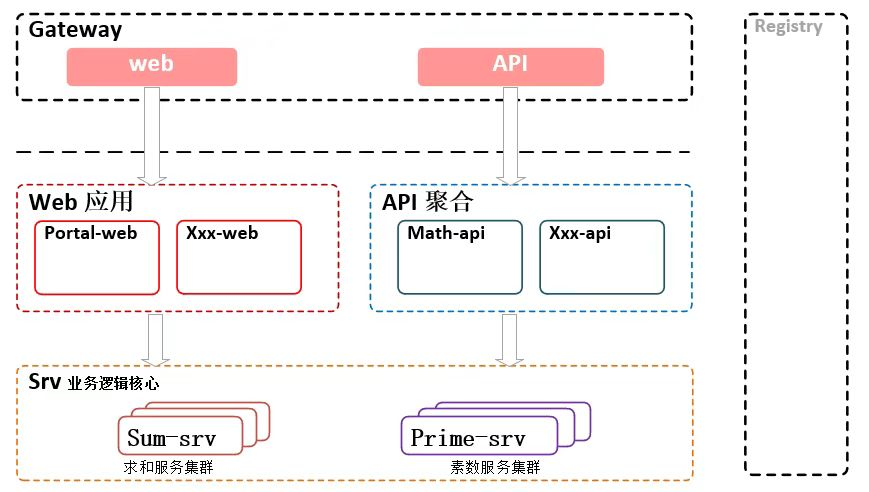 Gateway
Registry
web
API
Web 应用
API 聚合
Portal-web
Xxx-web
Math-api
Xxx-api
Srv 业务逻辑核心
Sum-srv
Prime-srv
求和服务集群
素数服务集群